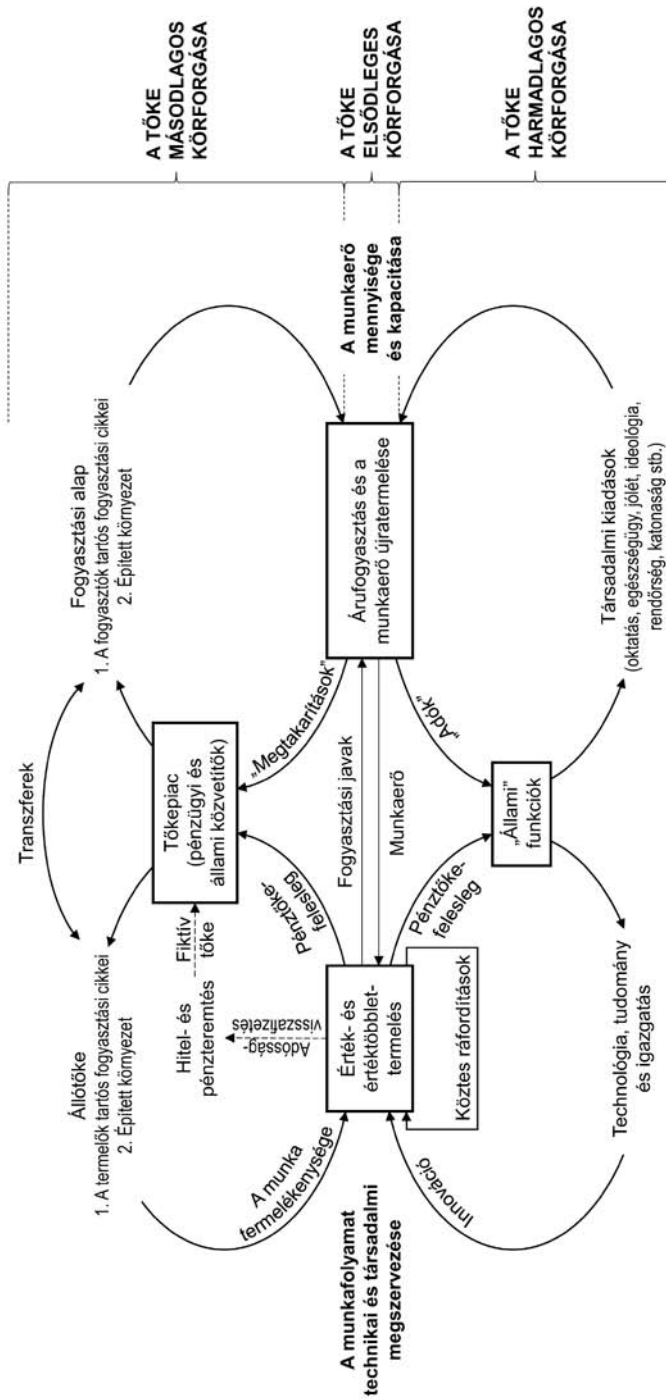 A TŐKE
MÁSODLAGOS
KÖRFORGÁSA
A TŐKE
ELSŐDLEGES
KÖRFORGÁSA
A TŐKE
HARMADLAGOS
KÖRFORGÁSA
Transzferek
Állótőke
1. A termelők tartós fogyasztási cikkei
2. Épített környezet
Fogyasztási alap
1. A fogyasztók tartós fogyasztási cikkei
2. Épített környezet
Hitel- és
pénzteremtés
Fiktív
tőke
Tőkepiac
(pénzügyi és
állami közvetítők)
A munka
termelékenysége
Adósság-
visszafizetés
Pénztőke-
felesleg
„Megtakarítások”
A munkafolyamat
technikai és társadalmi
megszervezése
Érték- és
értéktöbblet-
termelés
Fogyasztási javak
Munkaerő
Árufogyasztás és a
munkaerő újratermelése
A munkaerő
mennyisége
és kapacitása
Köztes ráfordítások
Innováció
Pénztőke-
felesleg
„Adók”
„Állami”
funkciók
Technológia, tudomány
és igazgatás
Társadalmi kiadások
(oktatás, egészségügy, jólét, ideológia,
rendőrség, katonaság stb.)